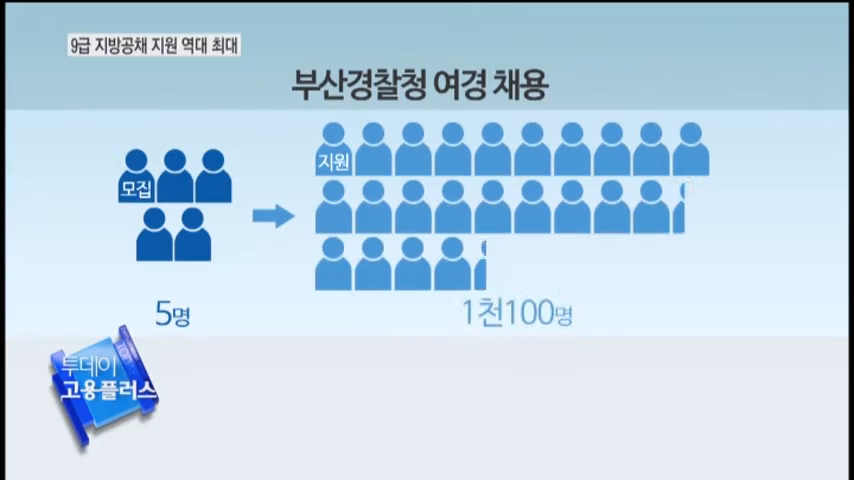 9급 지방공채 지원 역대 최대
부산경찰청 여경 채용
모집
지원
5명
1천100명
투데이
고용플러스